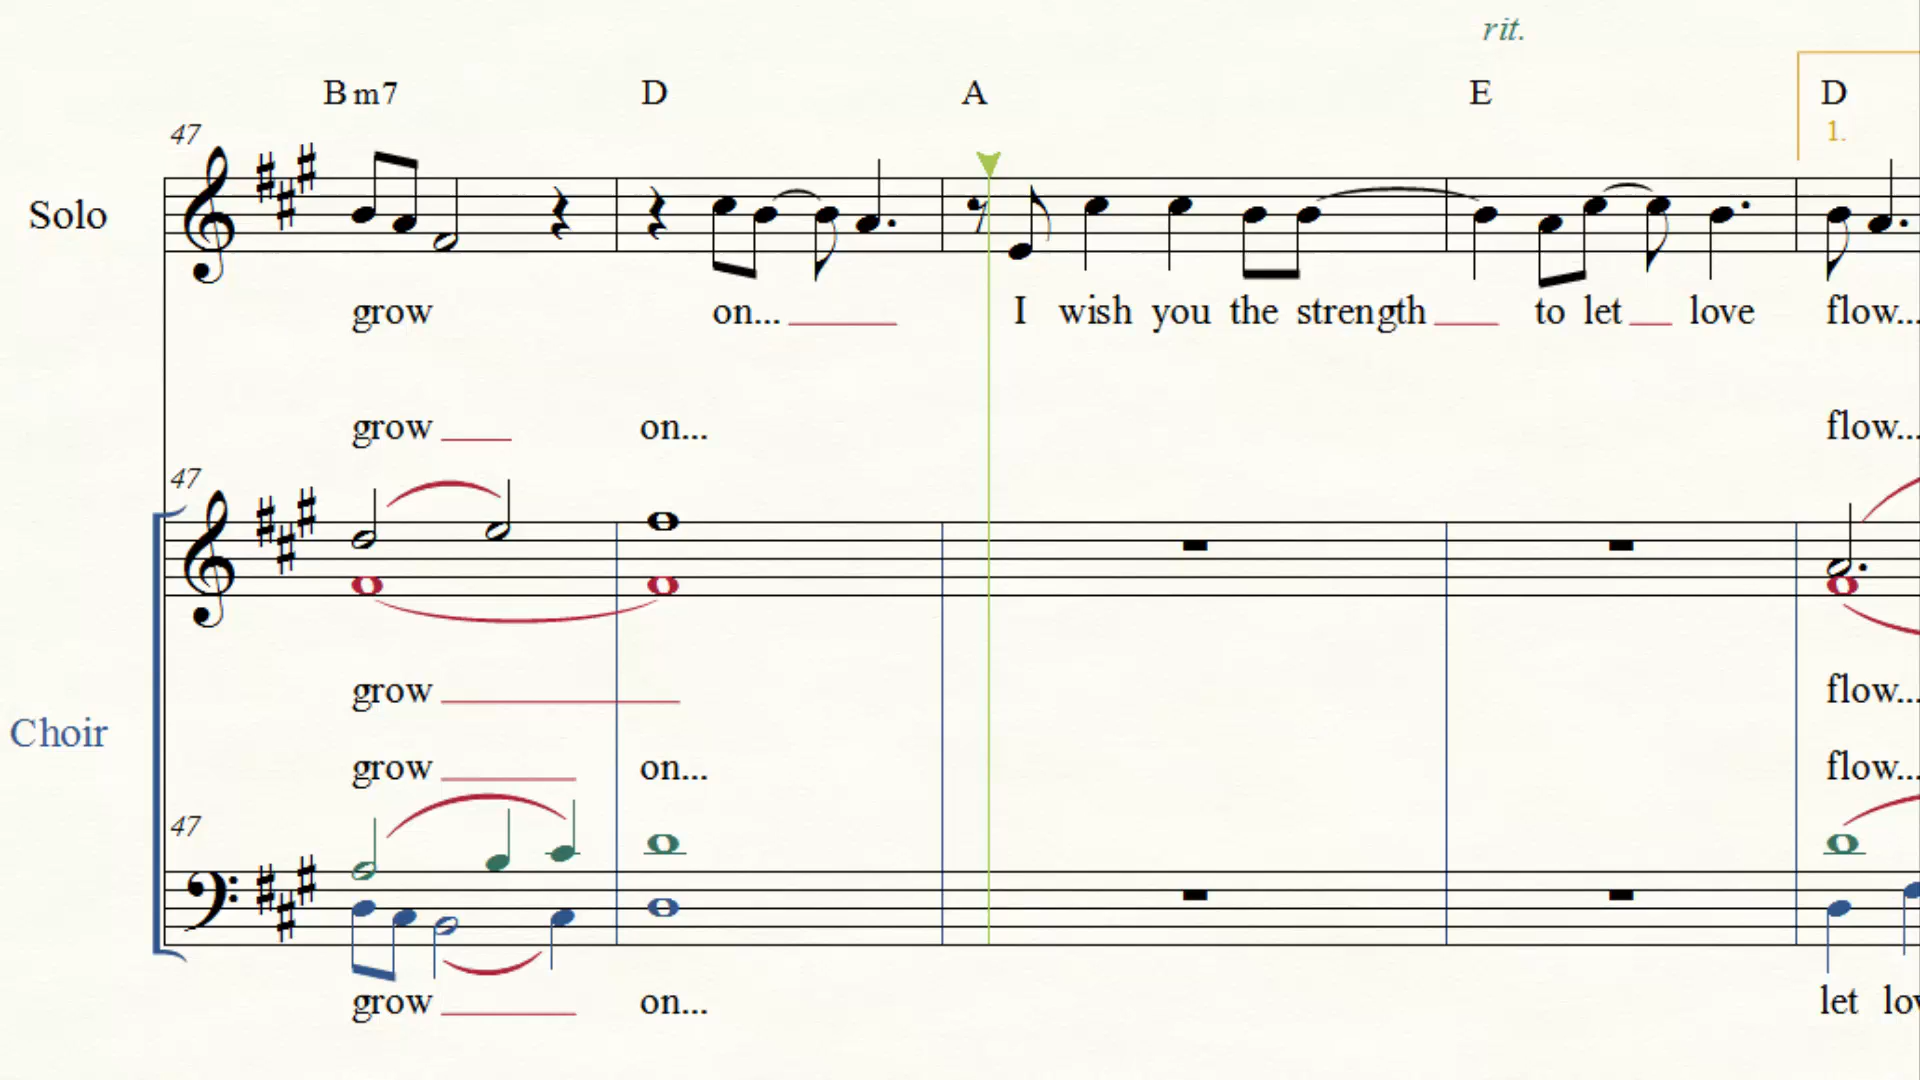 rit.
Bm7 D A E D
1.
47
Solo
grow on... I wish you the strength to let love flow...
grow on... flow...
47
grow flow...
Choir
grow on... flow...
47
grow on... let lov